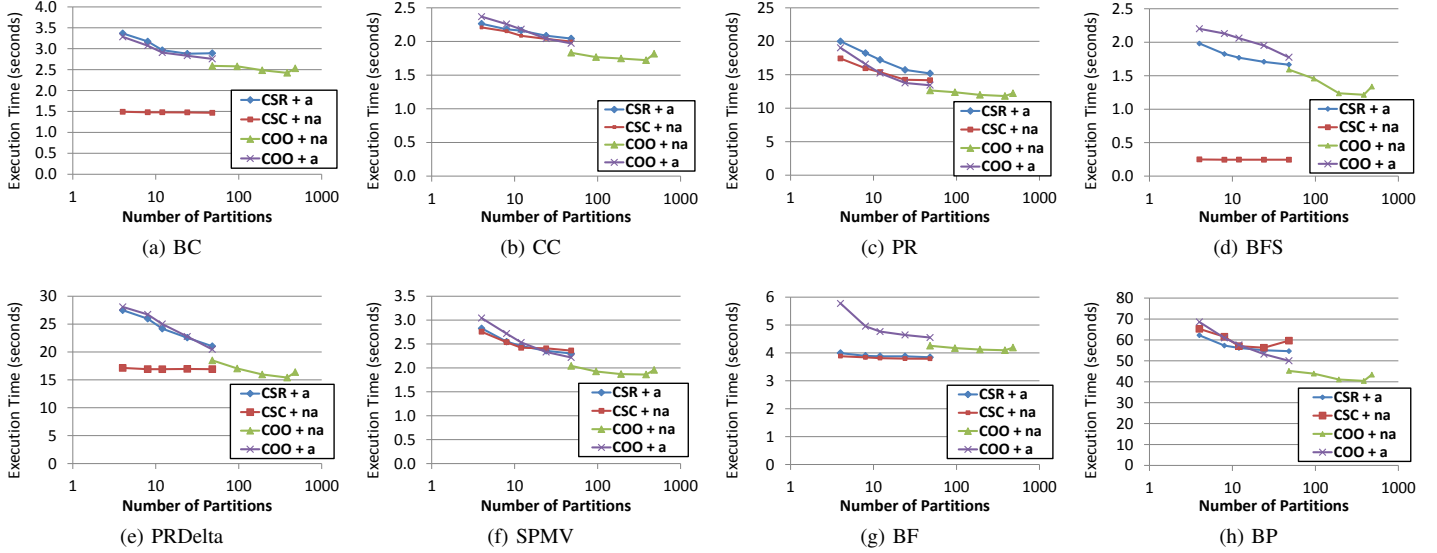 Execution Time (seconds)
4.0
3.5
3.0
2.5
2.0
1.5
1.0
0.5
0.0
1 10 100 1000
Number of Partitions
CSR + a
CSC + na
COO + na
COO + a
(a) BC
Execution Time (seconds)
2.5
2.0
1.5
1.0
0.5
0.0
1 10 100 1000
Number of Partitions
CSR + a
CSC + na
COO + na
COO + a
(b) CC
Execution Time (seconds)
25
20
15
10
5
0
1 10 100 1000
Number of Partitions
CSR + a
CSC + na
COO + na
COO + a
(c) PR
Execution Time (seconds)
2.5
2.0
1.5
1.0
0.5
0.0
1 10 100 1000
Number of Partitions
CSR + a
CSC + na
COO + na
COO + a
(d) BFS
Execution Time (seconds)
30
25
20
15
10
5
0
1 10 100 1000
Number of Partitions
CSR + a
CSC + na
COO + na
COO + a
(e) PRDelta
Execution Time (seconds)
3.5
3.0
2.5
2.0
1.5
1.0
0.5
0.0
1 10 100 1000
Number of Partitions
CSR + a
CSC + na
COO + na
COO + a
(f) SPMV
Execution Time (seconds)
6
5
4
3
2
1
0
1 10 100 1000
Number of Partitions
CSR + a
CSC + na
COO + na
COO + a
(g) BF
Execution Time (seconds)
80
70
60
50
40
30
20
10
0
1 10 100 1000
Number of Partitions
CSR + a
CSC + na
COO + na
COO + a
(h) BP